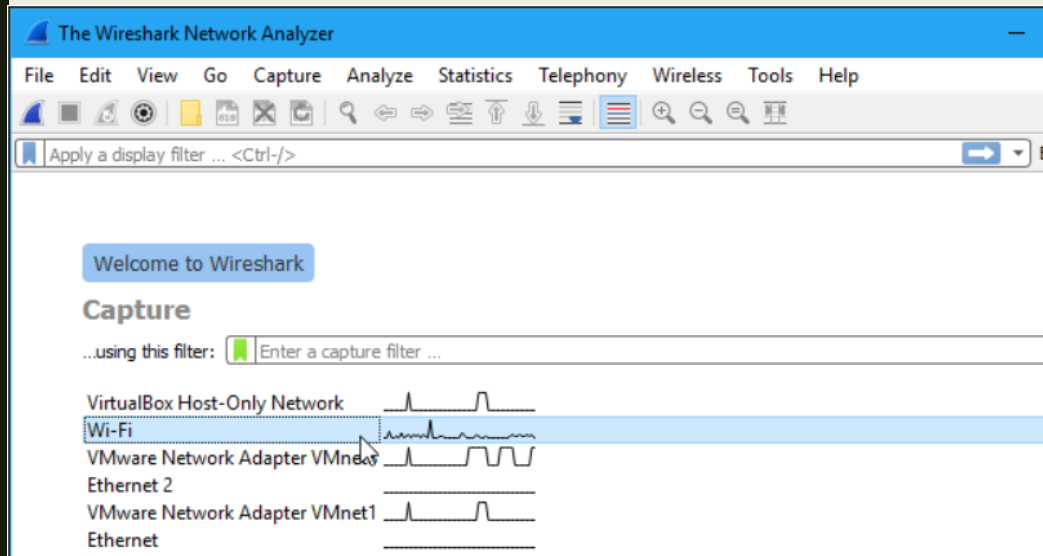 The Wireshark Network Analyzer
File Edit View Go Capture Analyze Statistics Telephony Wireless Tools Help
Apply a display filter ... <Ctrl-/>
Welcome to Wireshark
Capture
...using this filter: Enter a capture filter ...
VirtualBox Host-Only Network
Wi-Fi
VMware Network Adapter
Ethernet 2
VMware Network Adapter VMnet1
Ethernet